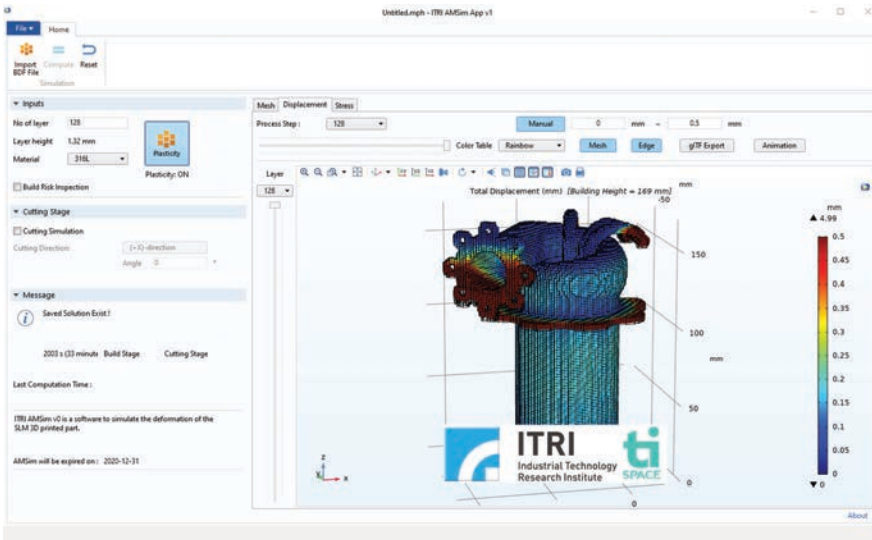 Untitled.mph - ITRI AMSim App v1
File Home
Import BDF File
Compute
Reset
Simulation
Inputs
No of layer 128
Layer height 1.32 mm
Material 316L
Plasticity
Plasticity: ON
Build Risk Inspection
Cutting Stage
Cutting Simulation
Cutting Direction: (+X)-direction
Angle 0 °
Message
Saved Solution Exist !
2003 s (33 minute Build Stage Cutting Stage
Last Computation Time :
ITRI AMSim v0 is a software to simulate the deformation of the
SLM 3D printed part.
AMSim will be expired on : 2020-12-31
Mesh Displacement Stress
Process Step : 128 Manual 0 mm ~ 0.5 mm
Color Table Rainbow Mesh Edge glTF Export Animation
Layer
128
Total Displacement (mm) [Building Height = 169 mm]
mm
-50
150
100
mm
50
0
0
z
y x
mm
▲ 4.99
0.5
0.45
0.4
0.35
0.3
0.25
0.2
0.15
0.1
0.05
0
▼ 0
ITRI
Industrial Technology
Research Institute
ti
SPACE
About